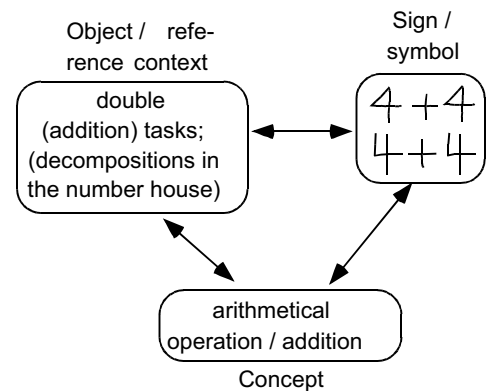 Object / refe-
rence context
double
(addition) tasks;
(decompositions in
the number house)
Sign /
symbol
4 + 4
4 + 4
arithmetical
operation / addition
Concept